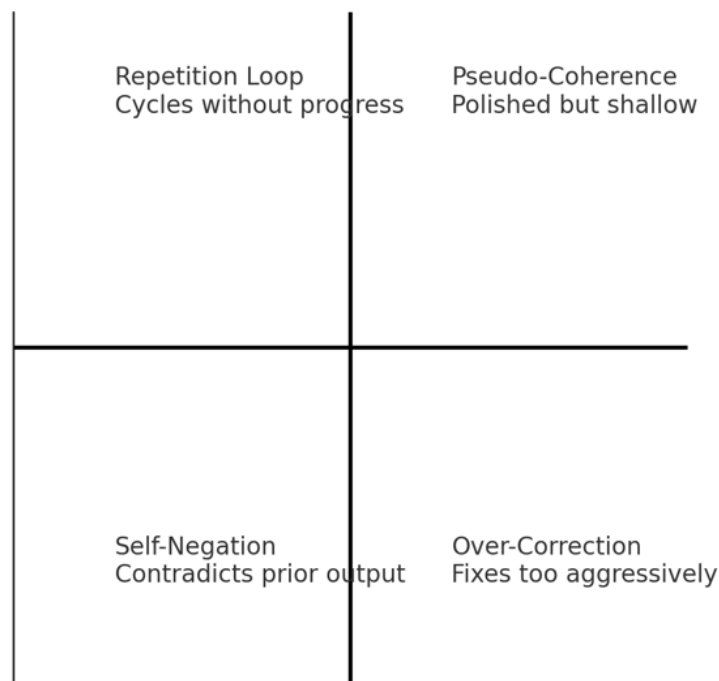 Repetition Loop
Cycles without progress
Pseudo-Coherence
Polished but shallow
Self-Negation
Contradicts prior output
Over-Correction
Fixes too aggressively